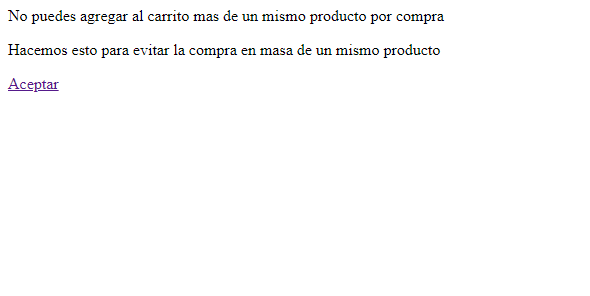 No puedes agregar al carrito mas de un mismo producto por compra
Hacemos esto para evitar la compra en masa de un mismo producto
Aceptar